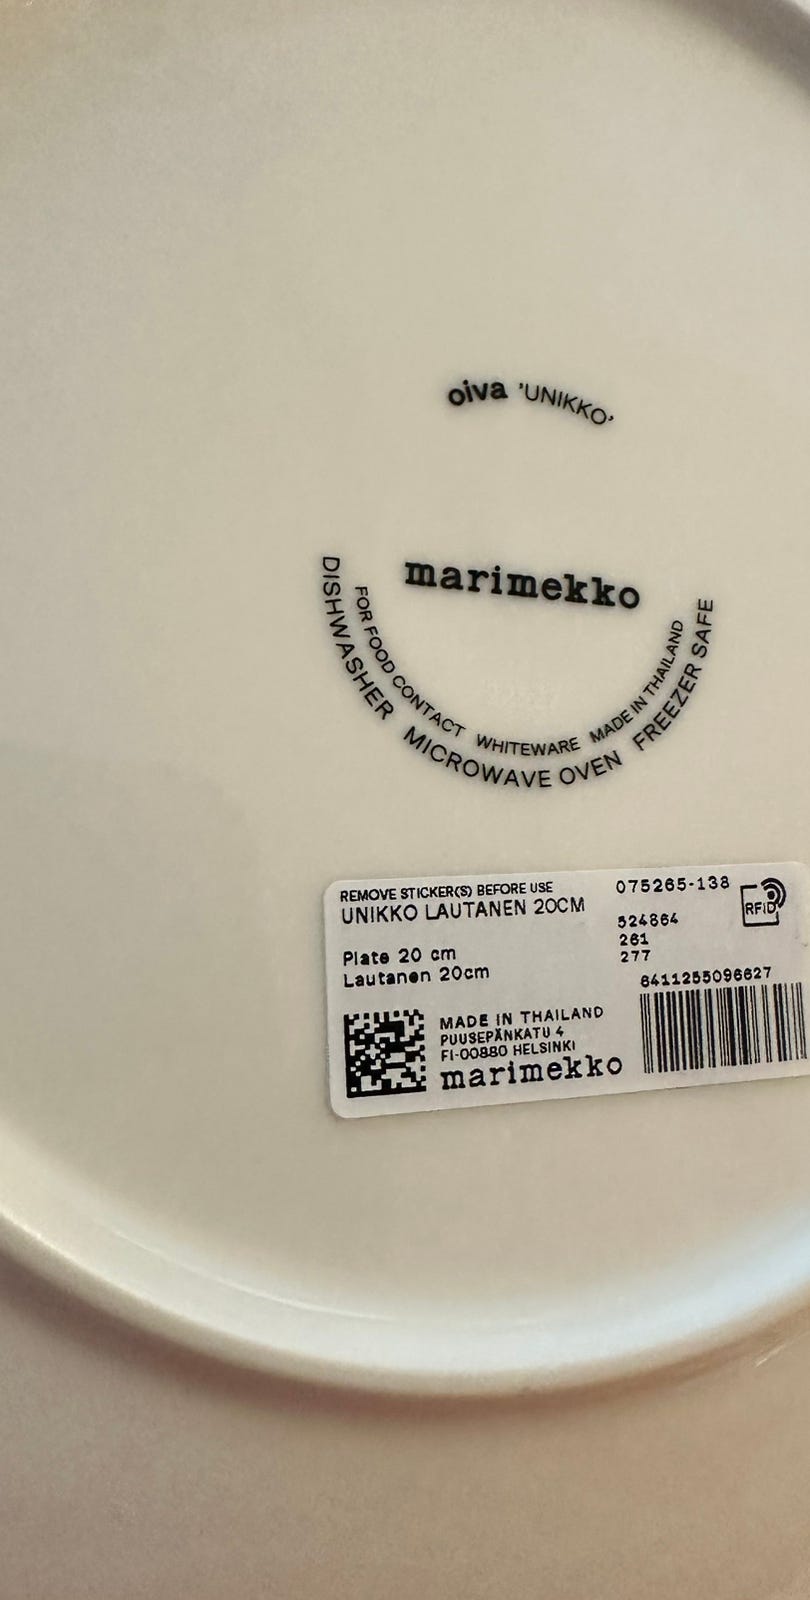 oiva 'UNIKKO'
marimekko
FOR FOOD CONTACT WHITEWARE MADE IN THAILAND
DISHWASHER MICROWAVE OVEN FREEZER SAFE
REMOVE STICKER(S) BEFORE USE
UNIKKO LAUTANEN 20CM
Plate 20 cm
Lautanen 20cm
075265-138
RFiD
524864
261
277
8411255096627
MADE IN THAILAND
PUUSEPÄNKATU 4
FI-00880 HELSINKI
marimekko